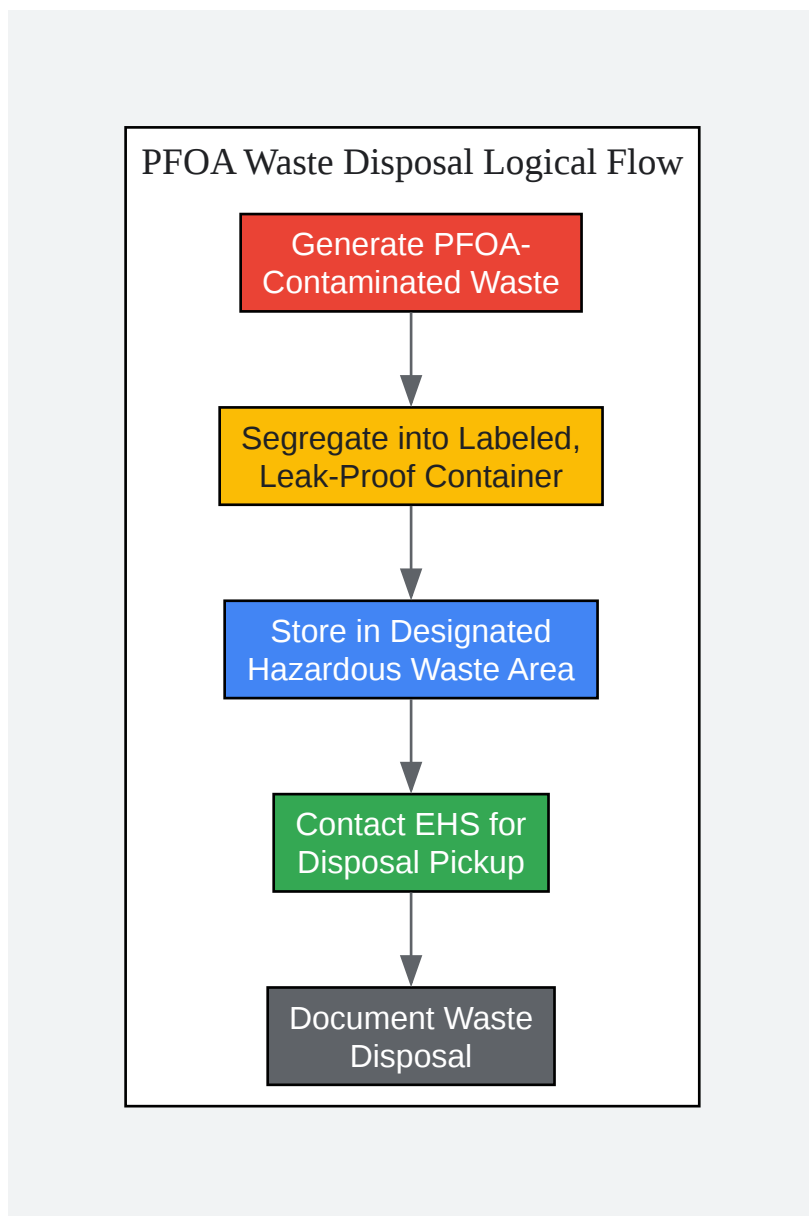 PFOA Waste Disposal Logical Flow
Generate PFOA-
Contaminated Waste
Segregate into Labeled,
Leak-Proof Container
Store in Designated
Hazardous Waste Area
Contact EHS for
Disposal Pickup
Document Waste
Disposal